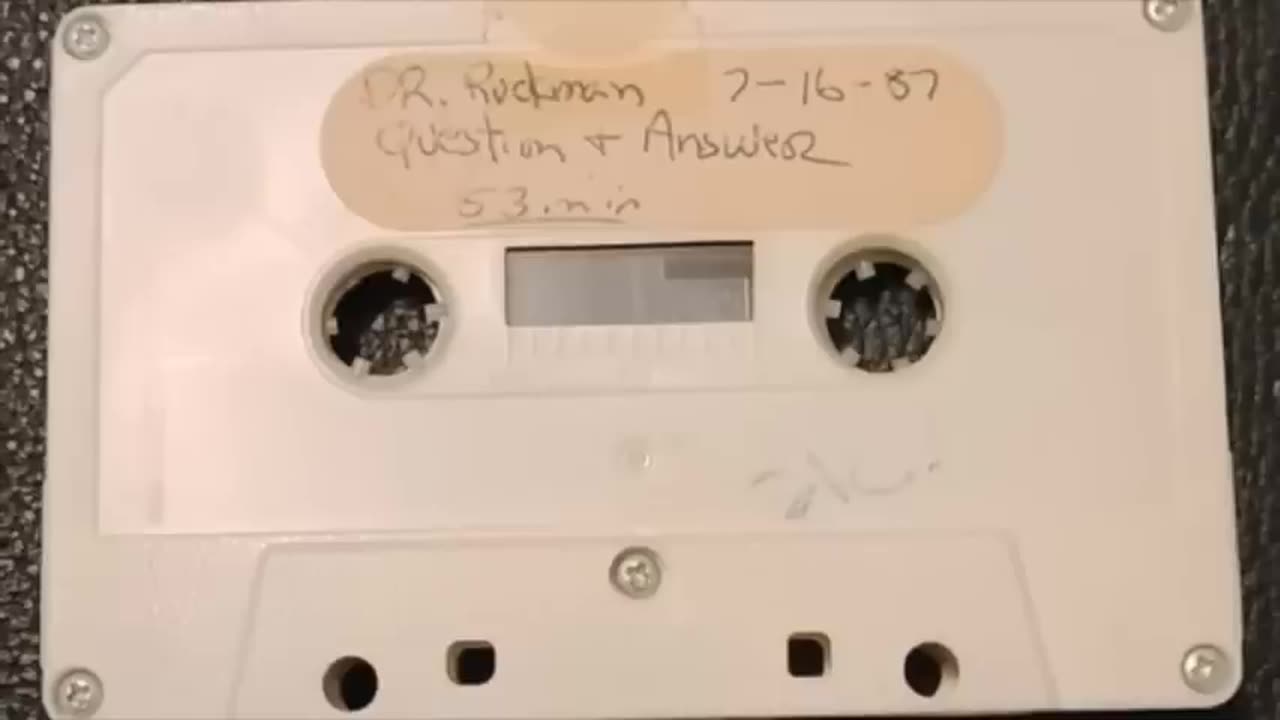 DR. Ruckman 7-16-87
Question + Answer
53 min